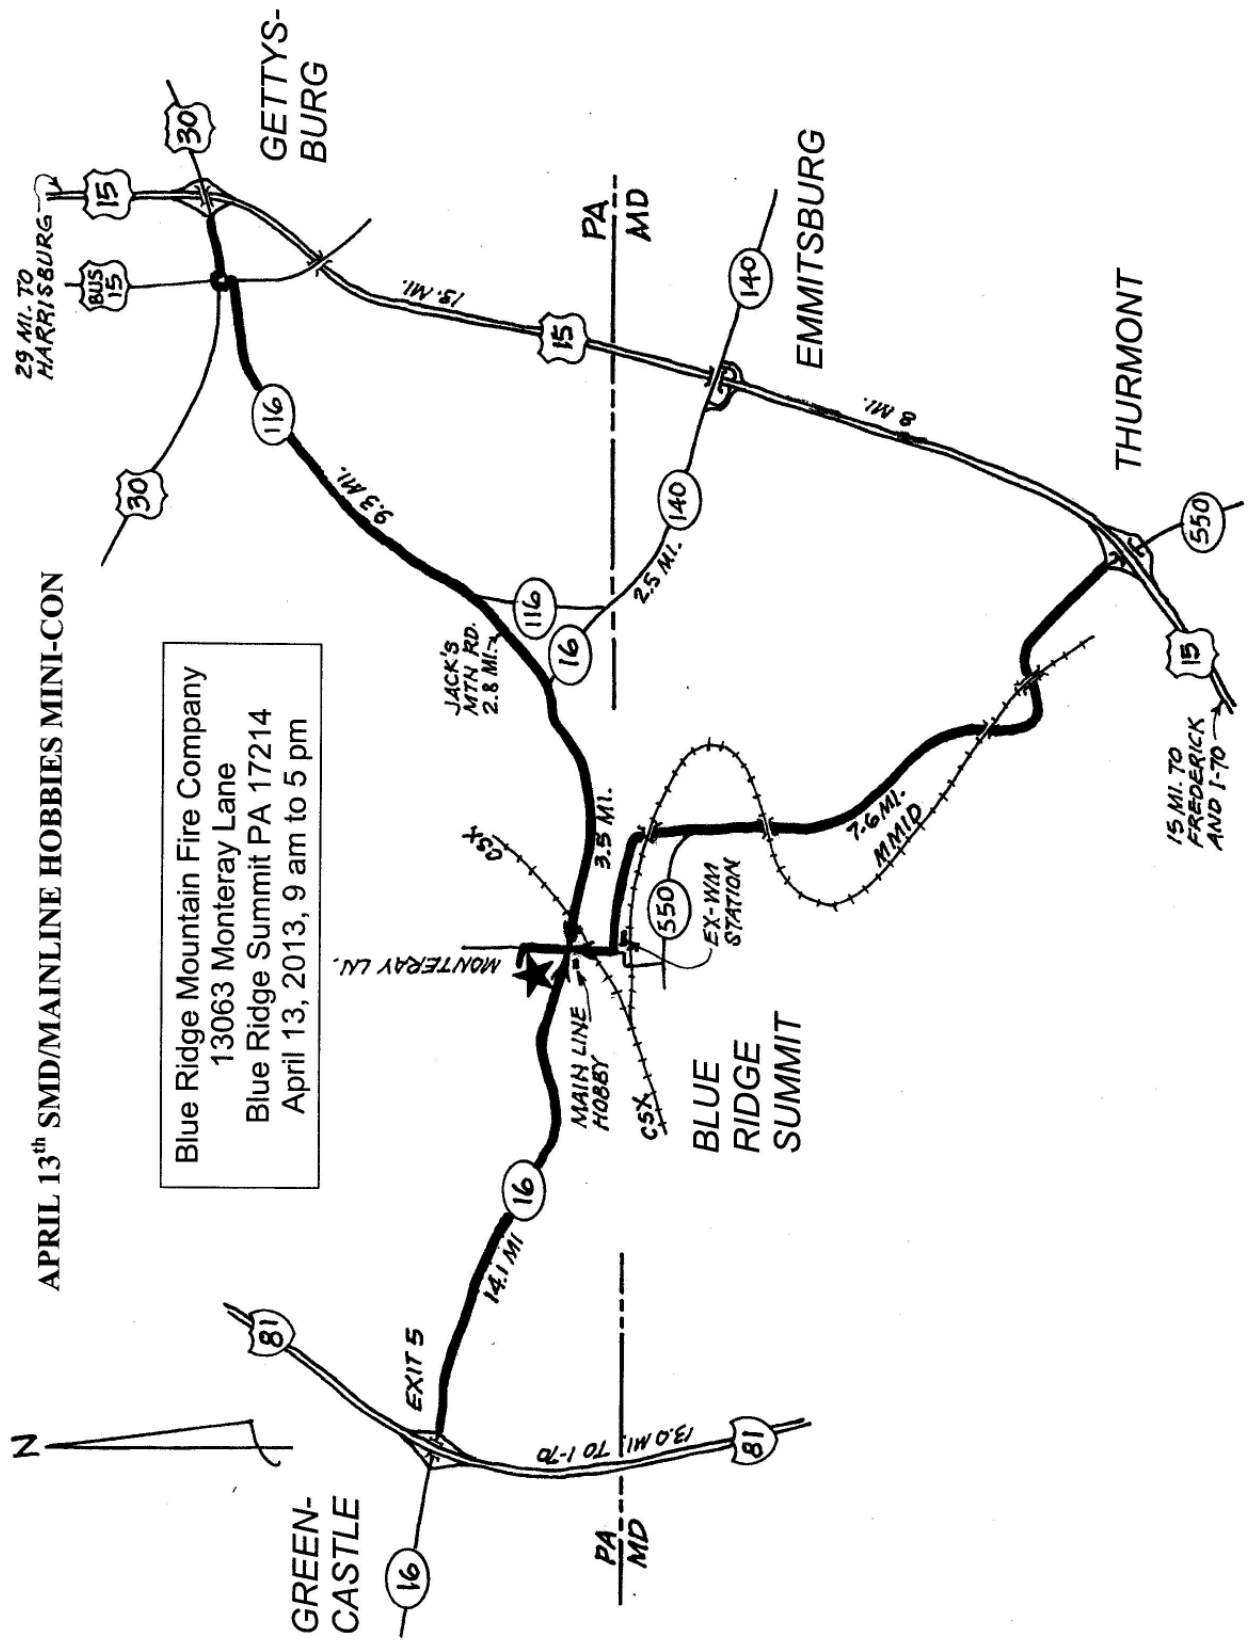 APRIL 13th SMD/MAINLINE HOBBIES MINI-CON
Blue Ridge Mountain Fire Company
13063 Monteray Lane
Blue Ridge Summit PA 17214
April 13, 2013, 9 am to 5 pm
N
29 MI. TO
HARRISBURG
15
BUS
15
30
30
GETTYS-
BURG
116
9.3 MI.
13. MI.
15
PA
MD
JACK'S
MTN RD.
2.8 MI.
116
16
2.5 MI.
140
140
EMMITSBURG
8 MI.
THURMONT
550
15
15 MI. TO
FREDERICK
AND I-70
7.6 MI.
MMID
3.5 MI.
CSX
MONTERAY LN.
550
EX-WM
STATION
MAIN LINE
HOBBY
CSX
BLUE
RIDGE
SUMMIT
16
14.1 MI
81
EXIT 5
GREEN-
CASTLE
16
13.0 MI.
TO I-70
PA
MD
81